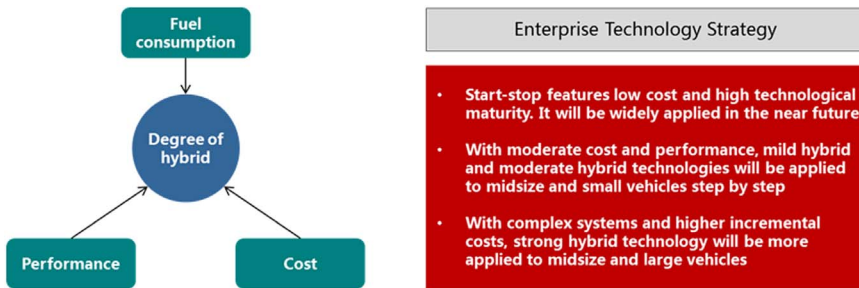 Fuel
consumption
Degree of
hybrid
Performance
Cost
Enterprise Technology Strategy
• Start-stop features low cost and high technological
maturity. It will be widely applied in the near future
• With moderate cost and performance, mild hybrid
and moderate hybrid technologies will be applied
to midsize and small vehicles step by step
• With complex systems and higher incremental
costs, strong hybrid technology will be more
applied to midsize and large vehicles